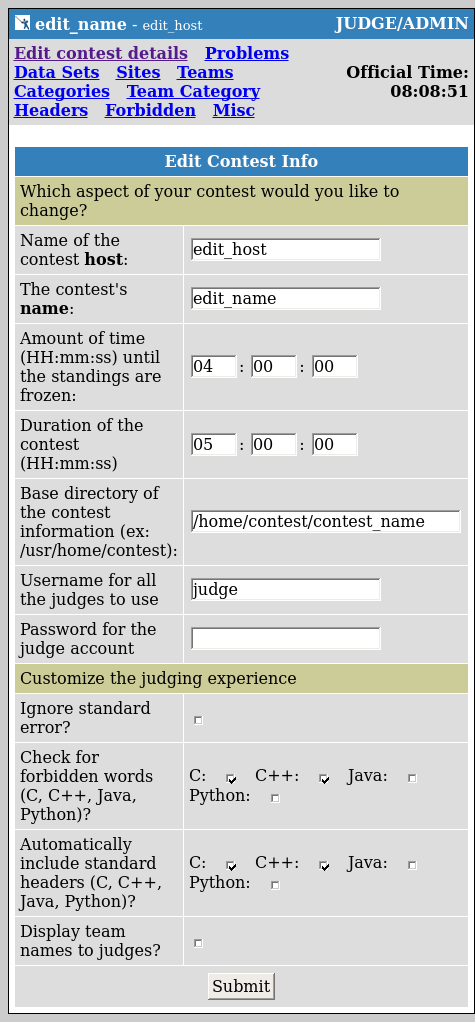 edit_name - edit_host JUDGE/ADMIN
Edit contest details Problems
Data Sets Sites Teams
Categories Team Category
Headers Forbidden Misc
Official Time:
08:08:51
Edit Contest Info
Which aspect of your contest would you like to
change?
Name of the
contest host:
edit_host
The contest's
name:
edit_name
Amount of time
(HH:mm:ss) until
the standings are
frozen:
04 : 00 : 00
Duration of the
contest
(HH:mm:ss)
05 : 00 : 00
Base directory of
the contest
information (ex:
/usr/home/contest):
/home/contest/contest_name
Username for all
the judges to use
judge
Password for the
judge account
Customize the judging experience
Ignore standard
error?
Check for
forbidden words
(C, C++, Java,
Python)?
C: C++: Java:
Python:
Automatically
include standard
headers (C, C++,
Java, Python)?
C: C++: Java:
Python:
Display team
names to judges?
Submit